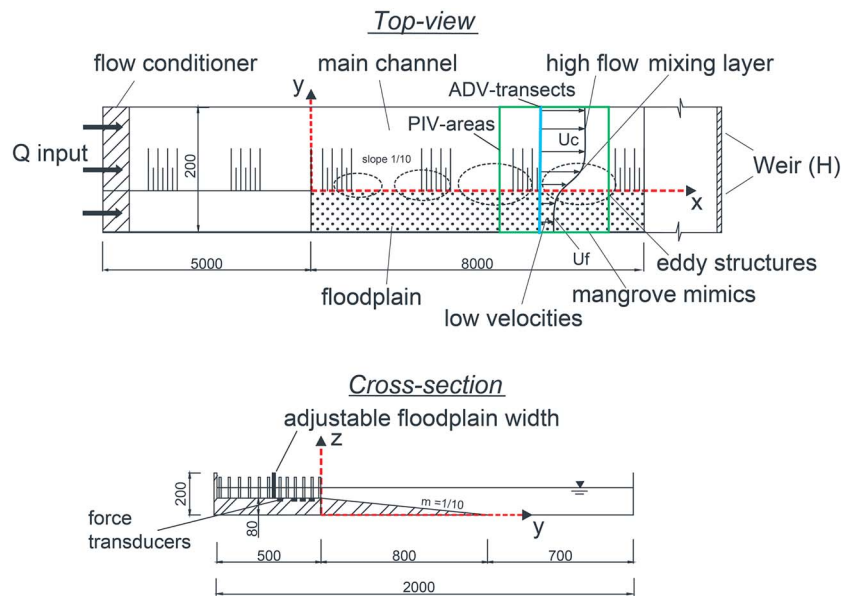 Top-view
flow conditioner
main channel
high flow
mixing layer
y
ADV-transects
PIV-areas
Uc
Q input
200
slope 1/10
Weir (H)
x
Uf
5000
8000
eddy structures
floodplain
mangrove mimics
low velocities
Cross-section
adjustable floodplain width
z
200
m =1/10
force
transducers
80
y
500
800
700
2000